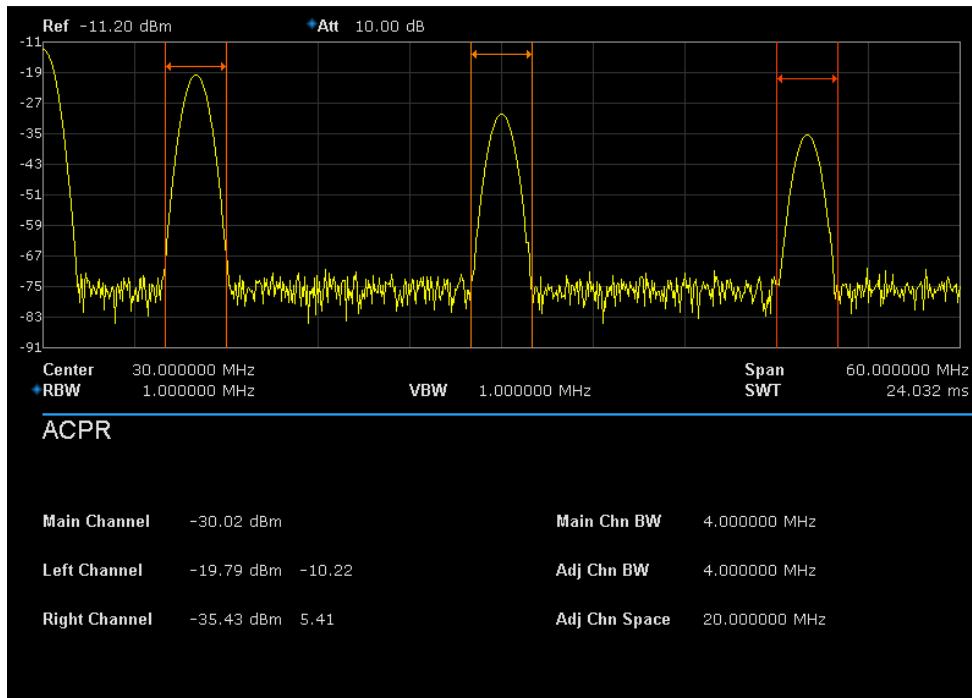 Ref -11.20 dBm Att 10.00 dB
-11
-19
-27
-35
-43
-51
-59
-67
-75
-83
-91
Center 30.000000 MHz Span 60.000000 MHz
RBW 1.000000 MHz VBW 1.000000 MHz SWT 24.032 ms
ACPR
Main Channel -30.02 dBm Main Chn BW 4.000000 MHz
Left Channel -19.79 dBm -10.22 Adj Chn BW 4.000000 MHz
Right Channel -35.43 dBm 5.41 Adj Chn Space 20.000000 MHz